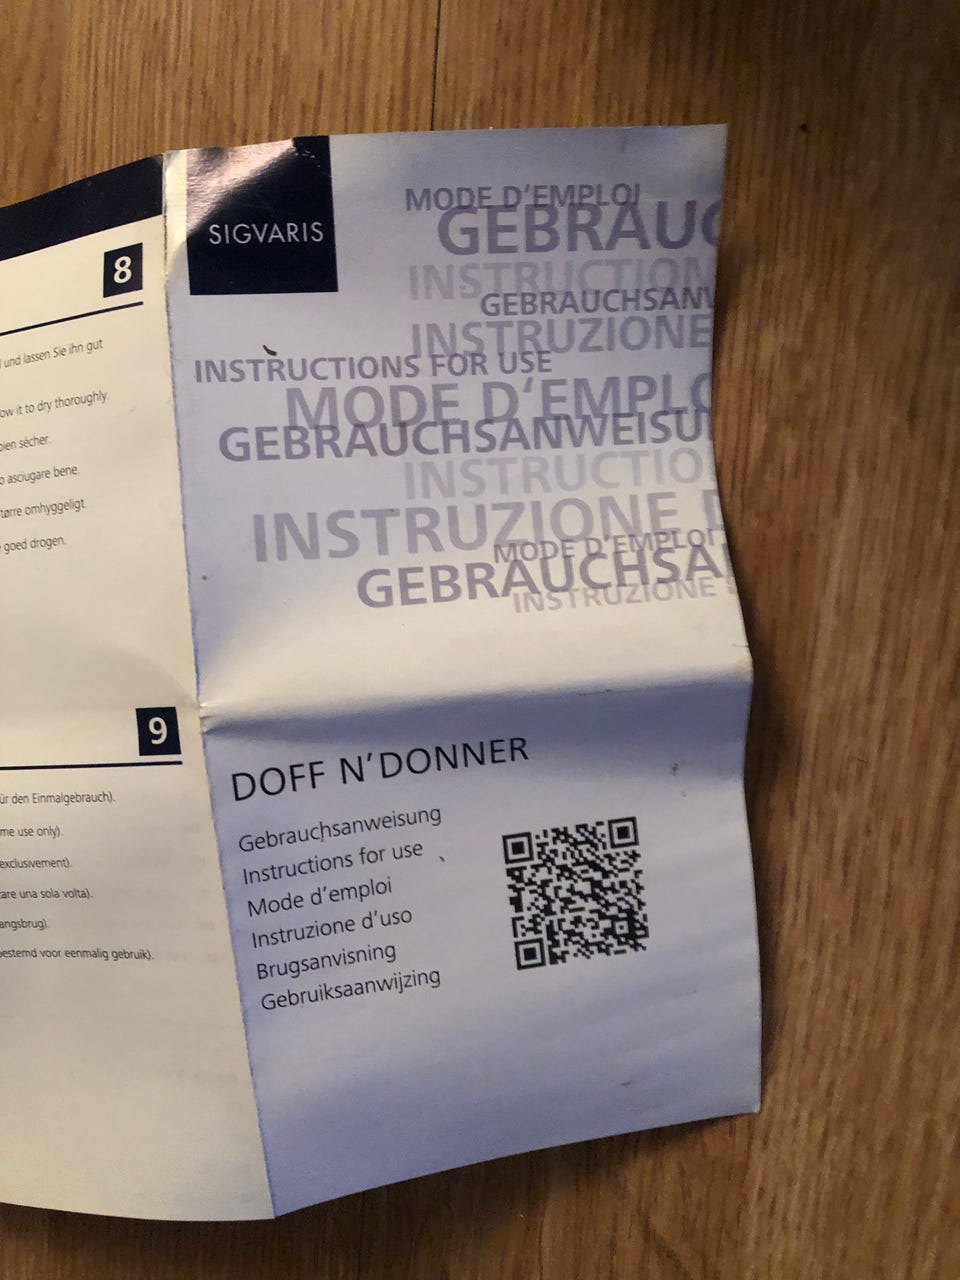 8
und lassen Sie ihn gut
ow it to dry thoroughly.
bien sécher.
o asciugare bene.
tørre omhyggeligt.
goed drogen.
9
ür den Einmalgebrauch).
me use only).
exclusivement).
are una sola volta).
angsbrug).
bestemd voor eenmalig gebruik).
SIGVARIS
MODE D'EMPLOI
GEBRAUC
INSTRUCTION
GEBRAUCHSANW
INSTRUZIONE
INSTRUCTIONS FOR USE
MODE D'EMPLO
GEBRAUCHSANWEISU
INSTRUCTIO
INSTRUZIONE D
MODE D'EMPLOI
GEBRAUCHSA
INSTRUZIONE
DOFF N'DONNER
Gebrauchsanweisung
Instructions for use
Mode d'emploi
Instruzione d'uso
Brugsanvisning
Gebruiksaanwijzing